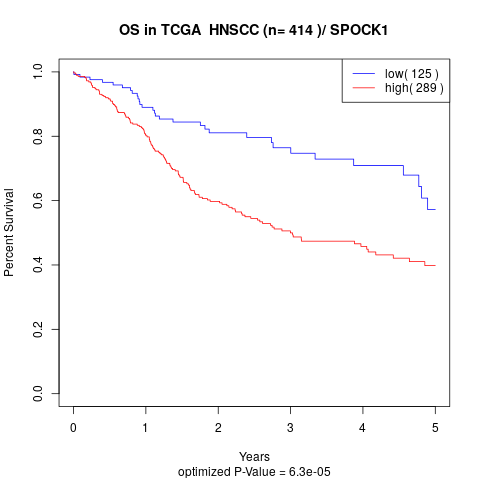 OS in TCGA HNSCC (n= 414 )/ SPOCK1
low( 125 )
high( 289 )
Percent Survival
1.0
0.8
0.6
0.4
0.2
0.0
0 1 2 3 4 5
Years
optimized P-Value = 6.3e-05